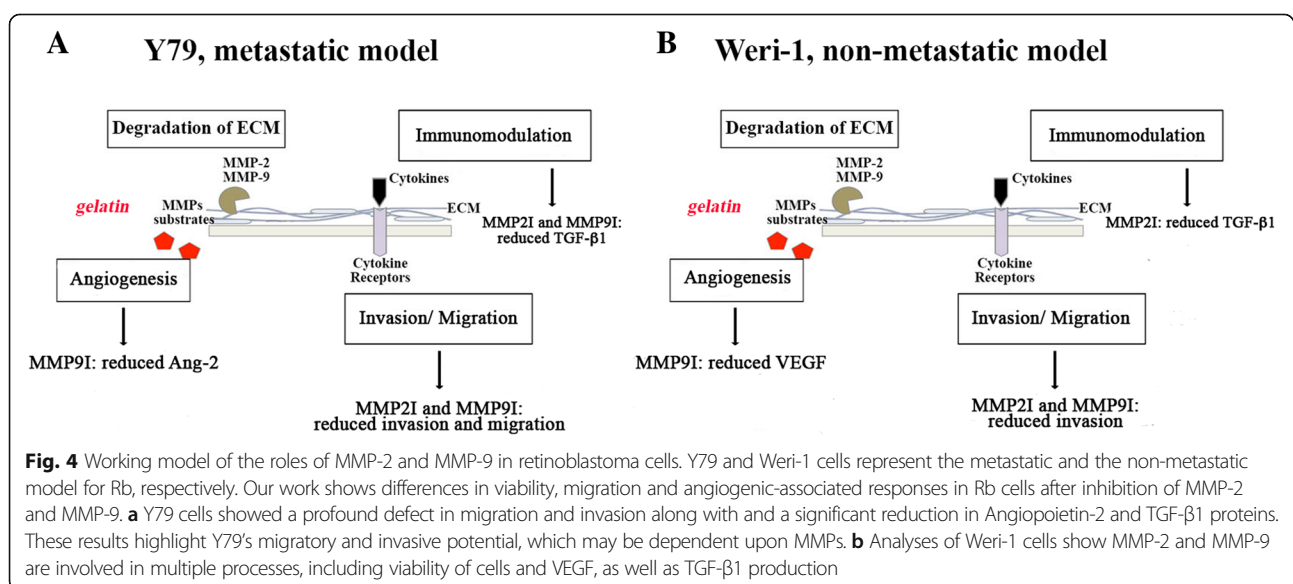 A
Y79, metastatic model
Degradation of ECM
Immunomodulation
MMP-2
MMP-9
Cytokines
gelatin
MMPs
substrates
ECM
MMP2I and MMP9I:
reduced TGF-β1
Angiogenesis
Cytokine
Receptors
Invasion/ Migration
MMP9I: reduced Ang-2
MMP2I and MMP9I:
reduced invasion and migration
B
Weri-1, non-metastatic model
Degradation of ECM
Immunomodulation
MMP-2
MMP-9
Cytokines
gelatin
MMPs
substrates
ECM
MMP2I: reduced TGF-β1
Angiogenesis
Cytokine
Receptors
Invasion/ Migration
MMP9I: reduced VEGF
MMP2I and MMP9I:
reduced invasion
Fig. 4 Working model of the roles of MMP-2 and MMP-9 in retinoblastoma cells. Y79 and Weri-1 cells represent the metastatic and the non-metastatic
model for Rb, respectively. Our work shows differences in viability, migration and angiogenic-associated responses in Rb cells after inhibition of MMP-2
and MMP-9. a Y79 cells showed a profound defect in migration and invasion along with and a significant reduction in Angiopoietin-2 and TGF-β1 proteins.
These results highlight Y79's migratory and invasive potential, which may be dependent upon MMPs. b Analyses of Weri-1 cells show MMP-2 and MMP-9
are involved in multiple processes, including viability of cells and VEGF, as well as TGF-β1 production